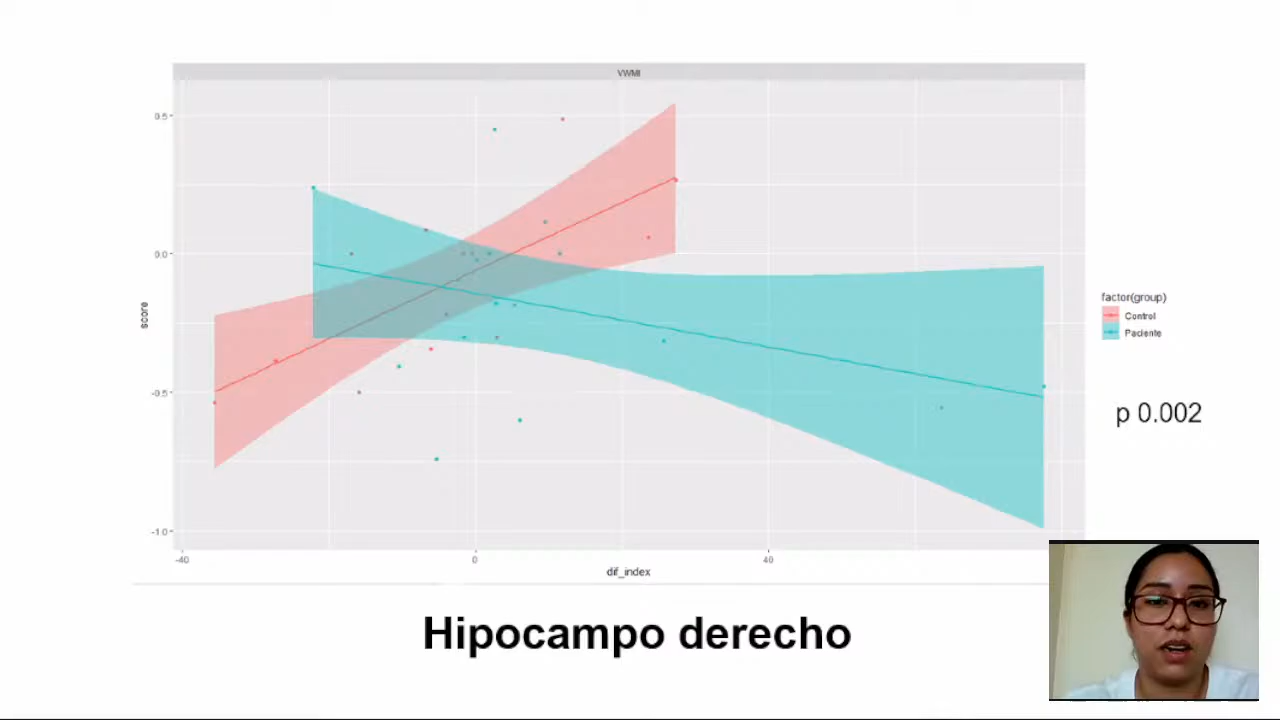 VWMI
0.5
0.0
-0.5
-1.0
score
-40
0
40
dif_index
factor(group)
Control
Paciente
p 0.002
Hipocampo derecho